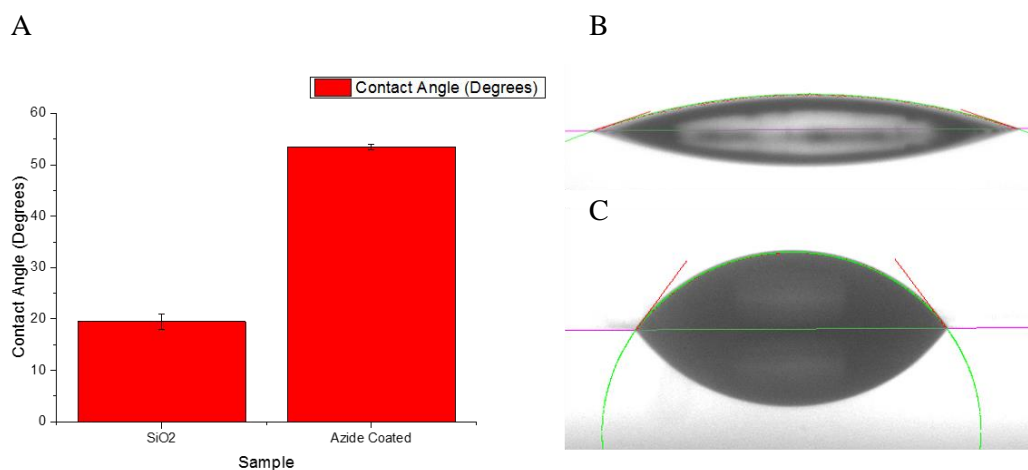 A
B
Contact Angle (Degrees)
60
50
40
30
20
10
0
Contact Angle (Degrees)
SiO2
Azide Coated
Sample
C